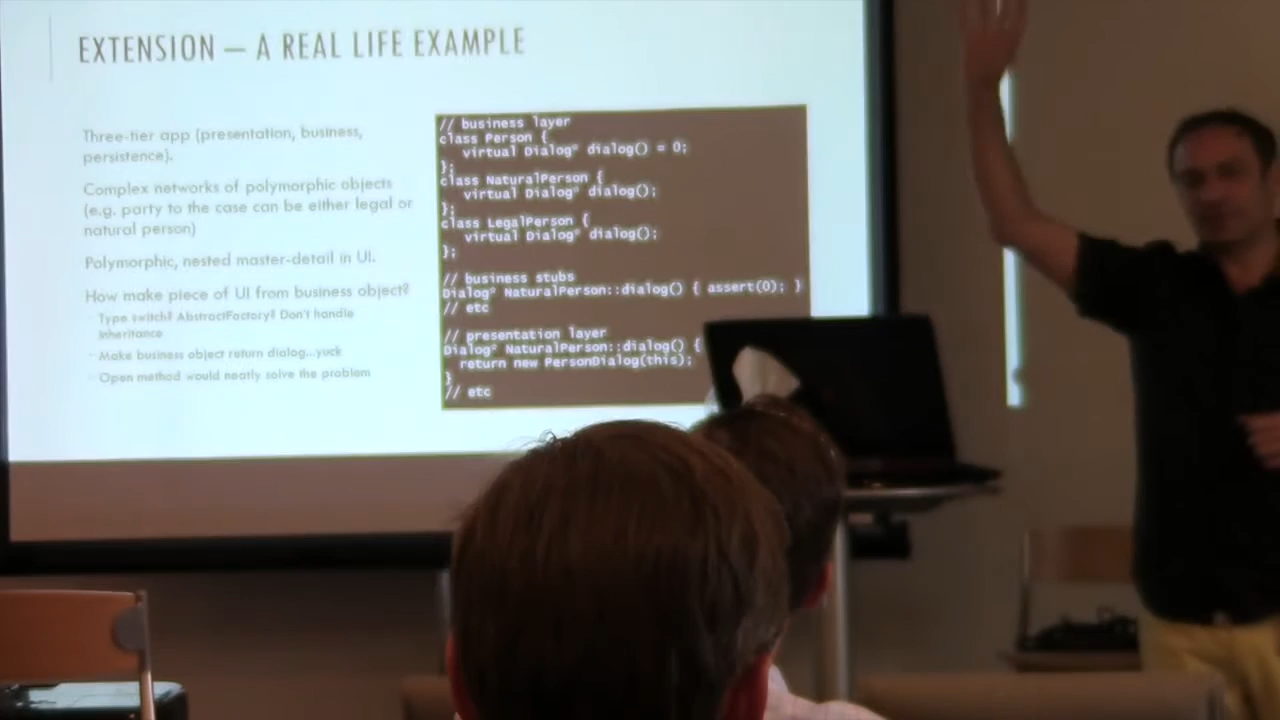 EXTENSION – A REAL LIFE EXAMPLE
Three-tier app (presentation, business,
persistence).
Complex networks of polymorphic objects
(e.g. party to the case can be either legal or
natural person)
Polymorphic, nested master-detail in UI.
How make piece of UI from business object?
Type switch? AbstractFactory? Don't handle
inheritance
Make business object return dialog...yuck
Open method would neatly solve the problem
// business layer
class Person {
virtual Dialog* dialog() = 0;
};
class NaturalPerson {
virtual Dialog* dialog();
};
class LegalPerson {
virtual Dialog* dialog();
};
// business stubs
Dialog* NaturalPerson::dialog() { assert(0); }
// etc
// presentation layer
Dialog* NaturalPerson::dialog() {
return new PersonDialog(this);
}
// etc